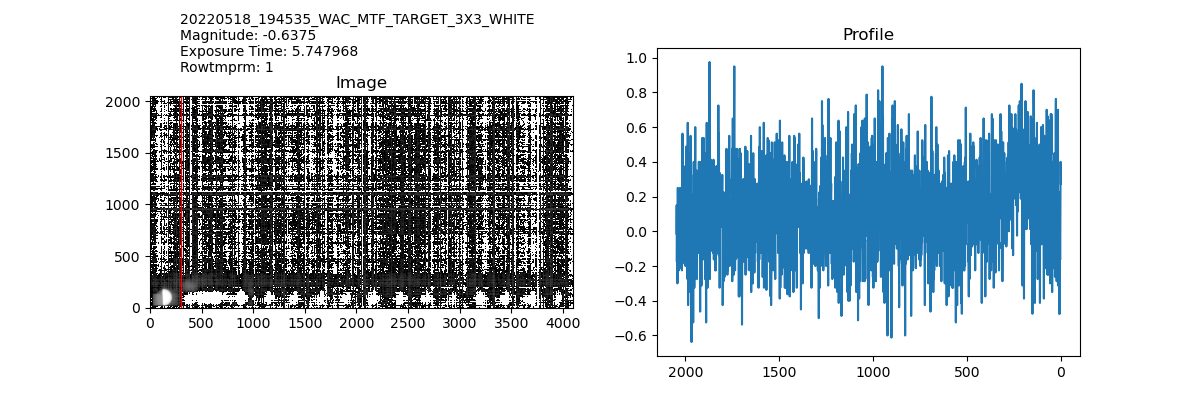 20220518_194535_WAC_MTF_TARGET_3X3_WHITE
Magnitude: -0.6375
Exposure Time: 5.747968
Rowtmprm: 1
Image
2000
1500
1000
500
0
0 500 1000 1500 2000 2500 3000 3500 4000
Profile
1.0
0.8
0.6
0.4
0.2
0.0
−0.2
−0.4
−0.6
2000 1500 1000 500 0